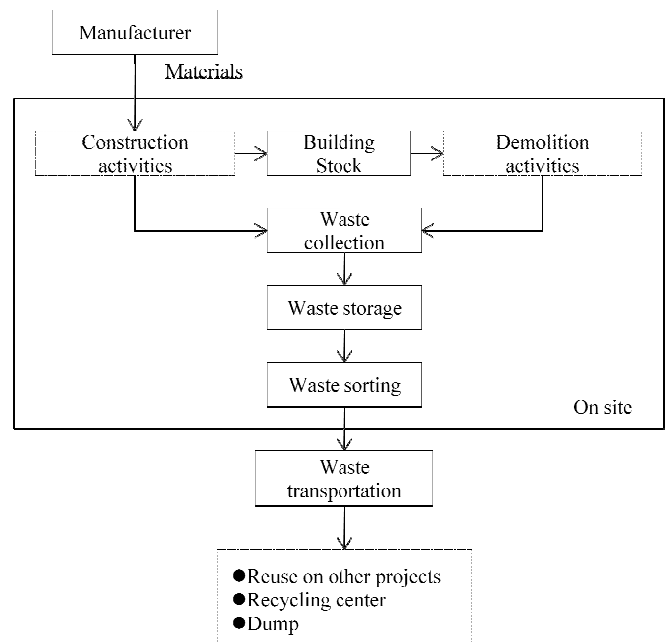 Manufacturer
Materials
Construction
activities
Building
Stock
Demolition
activities
Waste
collection
Waste storage
Waste sorting
On site
Waste
transportation
●Reuse on other projects
●Recycling center
●Dump